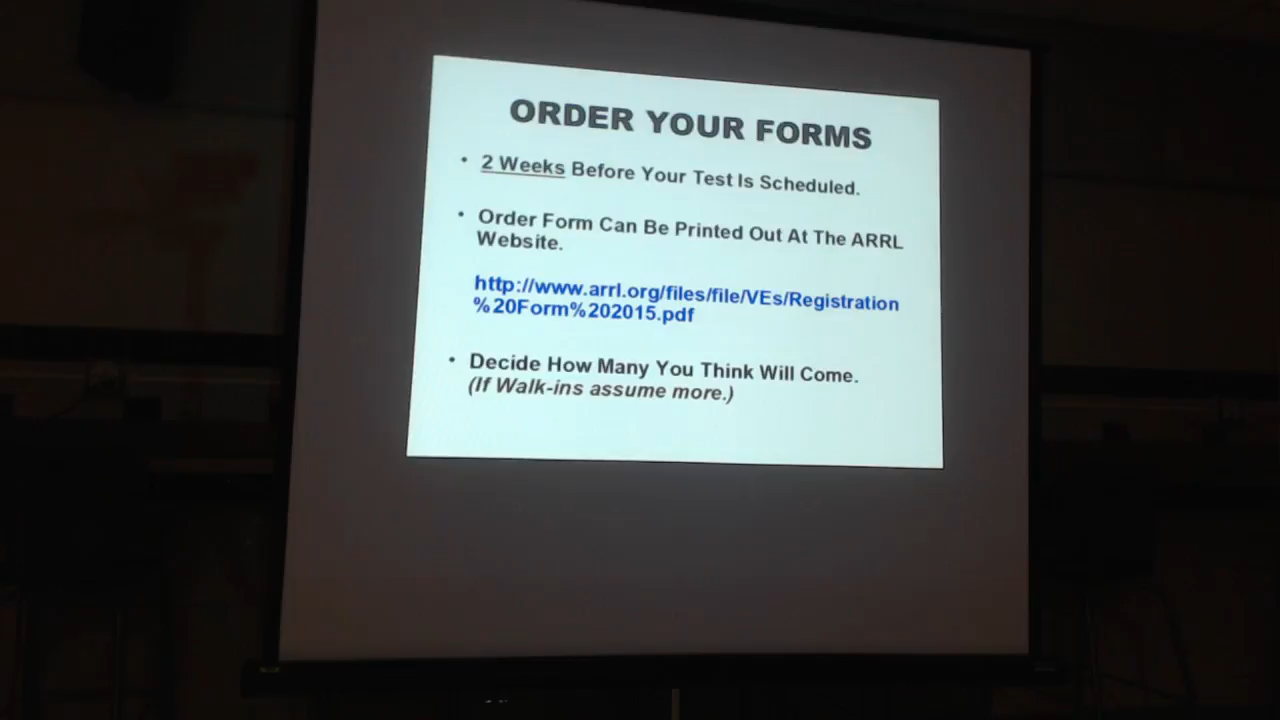 ORDER YOUR FORMS
• 2 Weeks Before Your Test Is Scheduled.
• Order Form Can Be Printed Out At The ARRL
Website.
http://www.arrl.org/files/file/VEs/Registration
%20Form%202015.pdf
• Decide How Many You Think Will Come.
(If Walk-ins assume more.)